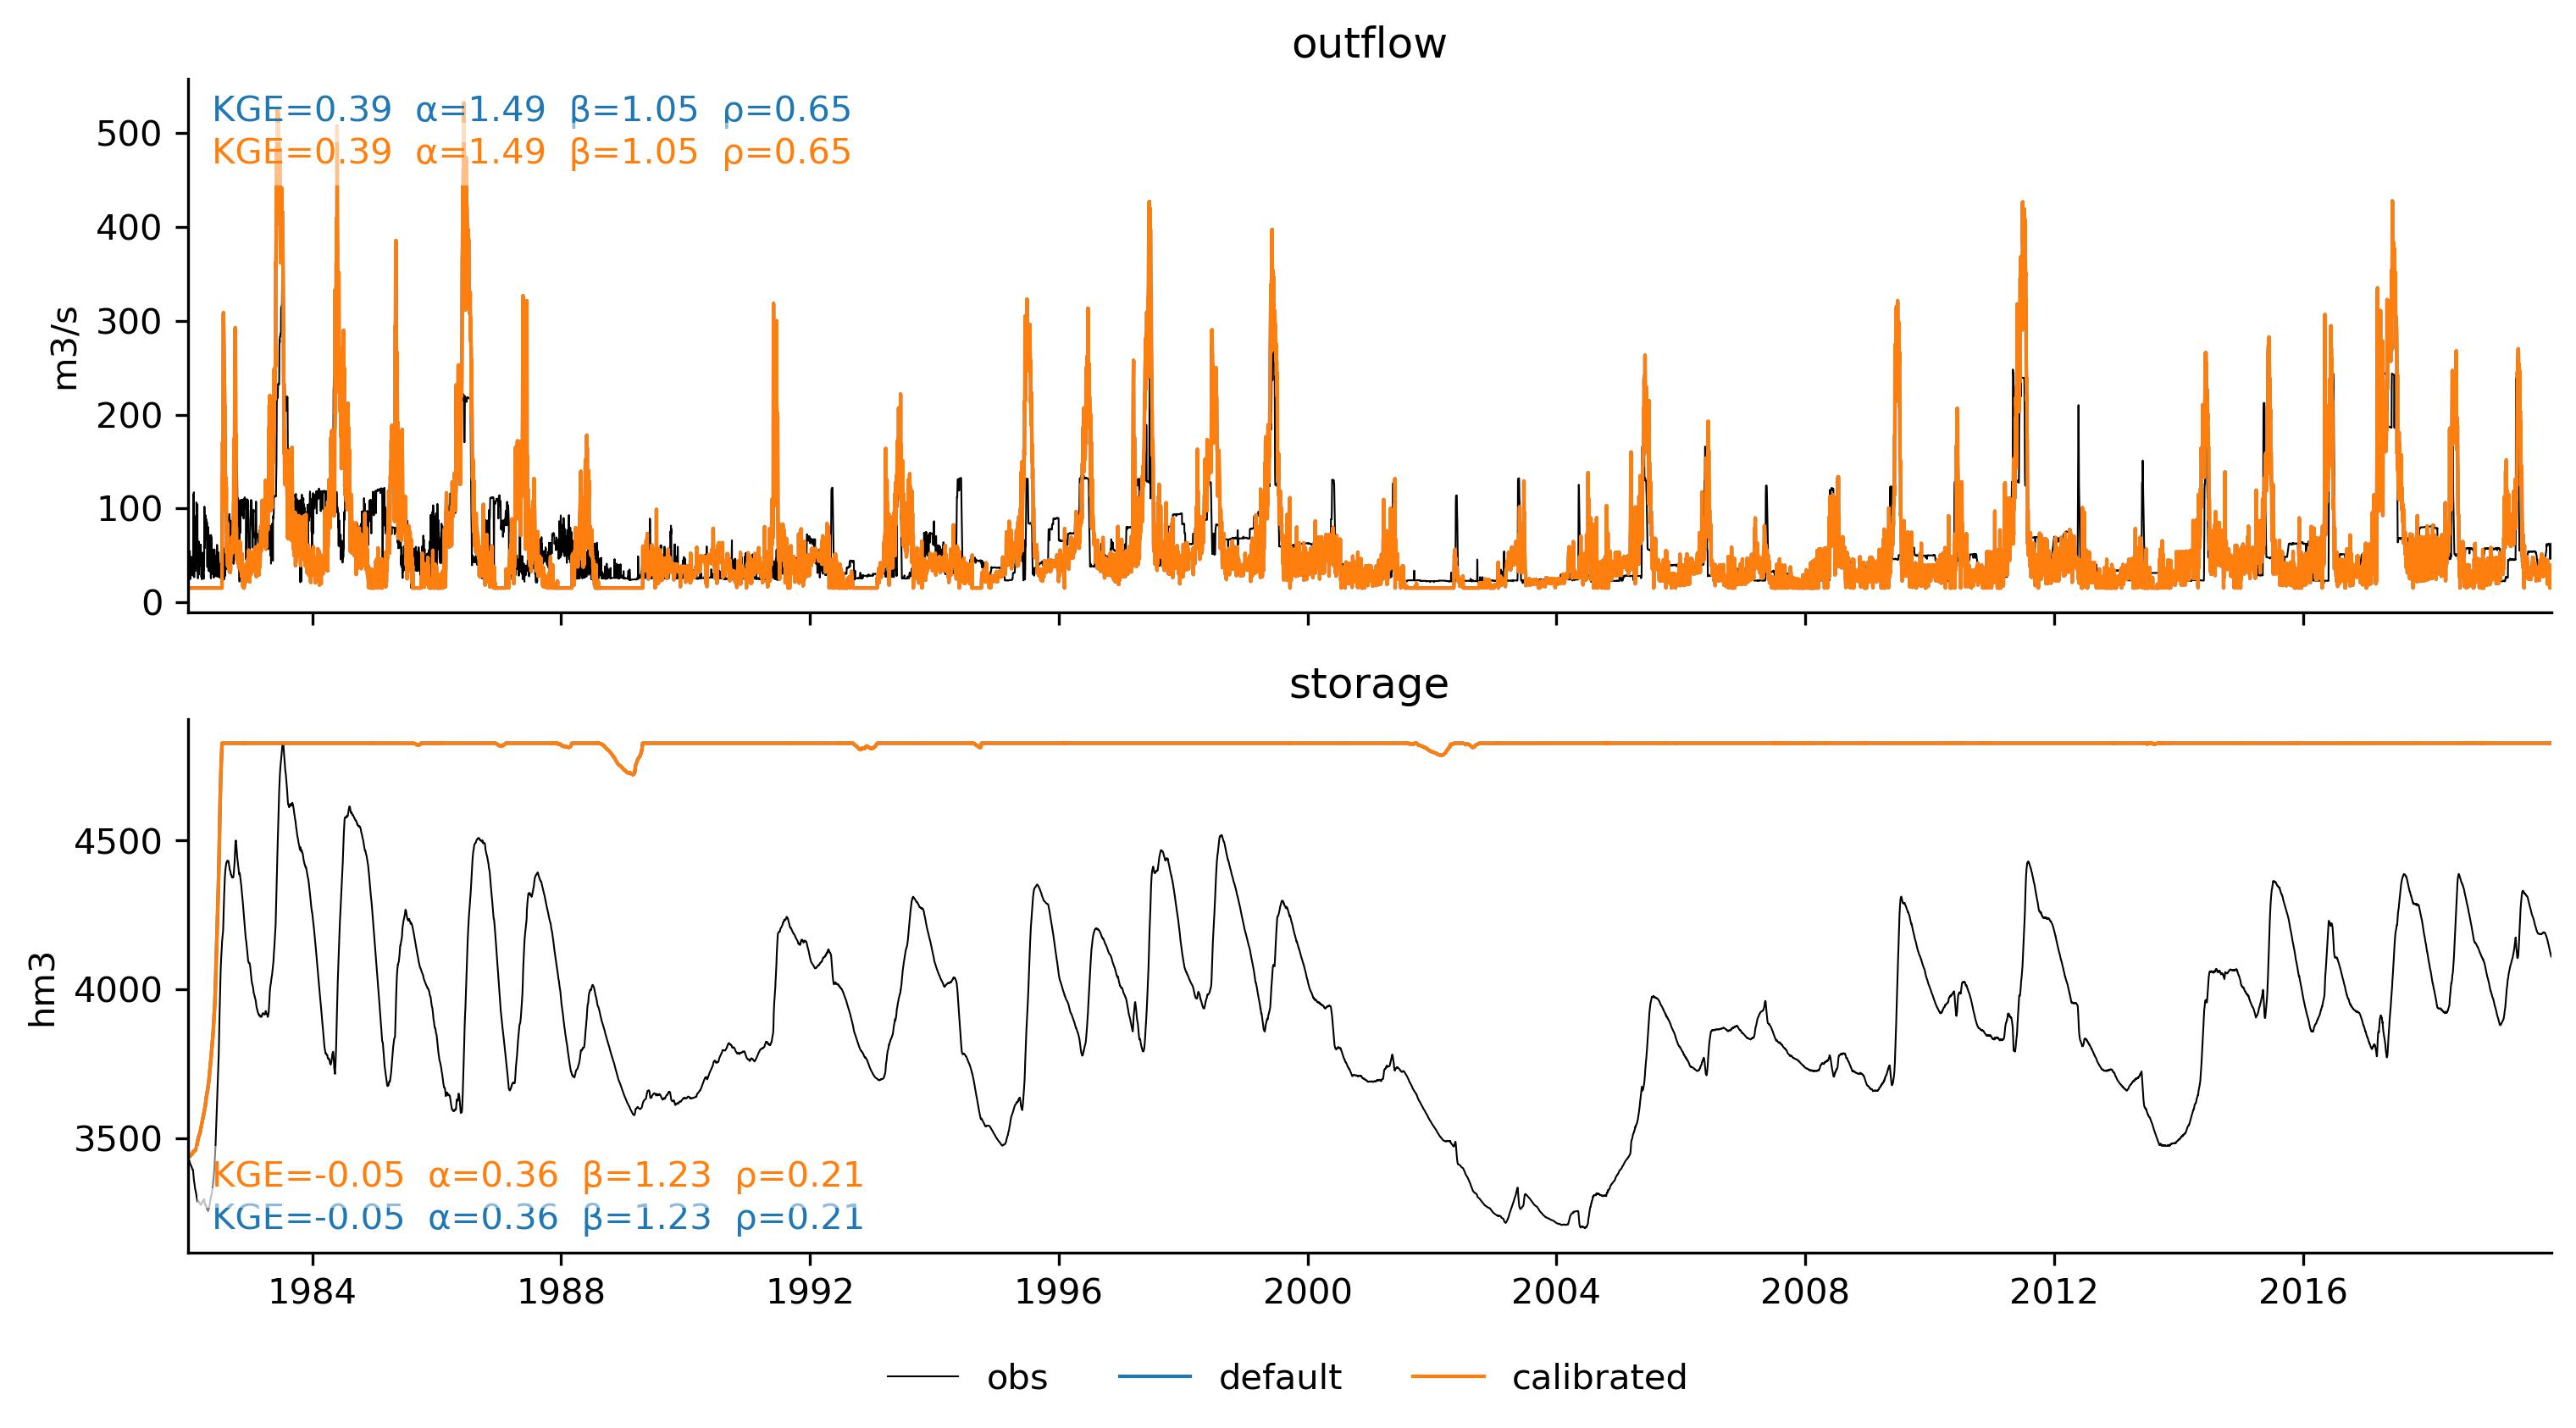 outflow
KGE=0.39 α=1.49 β=1.05 ρ=0.65
KGE=0.39 α=1.49 β=1.05 ρ=0.65
500
400
300
200
100
0
m3/s
storage
4500
4000
3500
hm3
KGE=-0.05 α=0.36 β=1.23 ρ=0.21
KGE=-0.05 α=0.36 β=1.23 ρ=0.21
1984 1988 1992 1996 2000 2004 2008 2012 2016
obs default calibrated